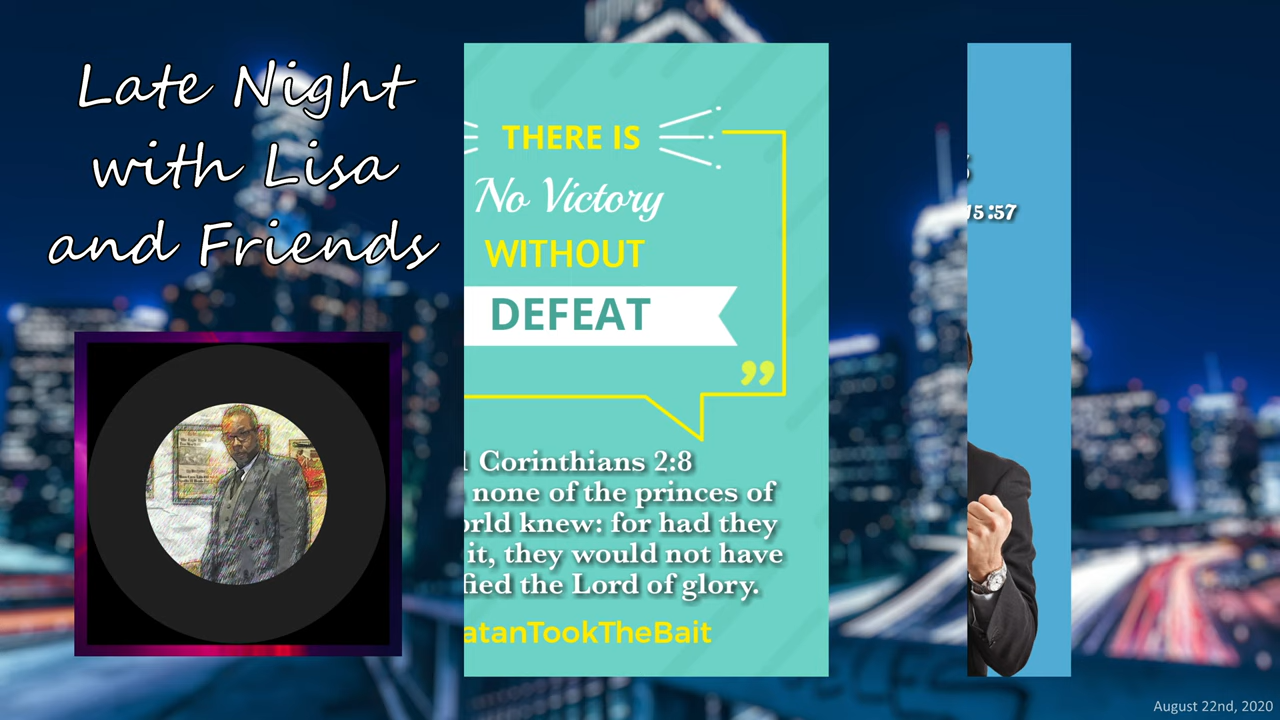 Late Night
with Lisa
and Friends
THERE IS
No Victory
WITHOUT
DEFEAT
”
1 Corinthians 2:8
none of the princes of
orld knew: for had they
it, they would not have
fied the Lord of glory.
atanTookTheBait
15:57
August 22nd, 2020